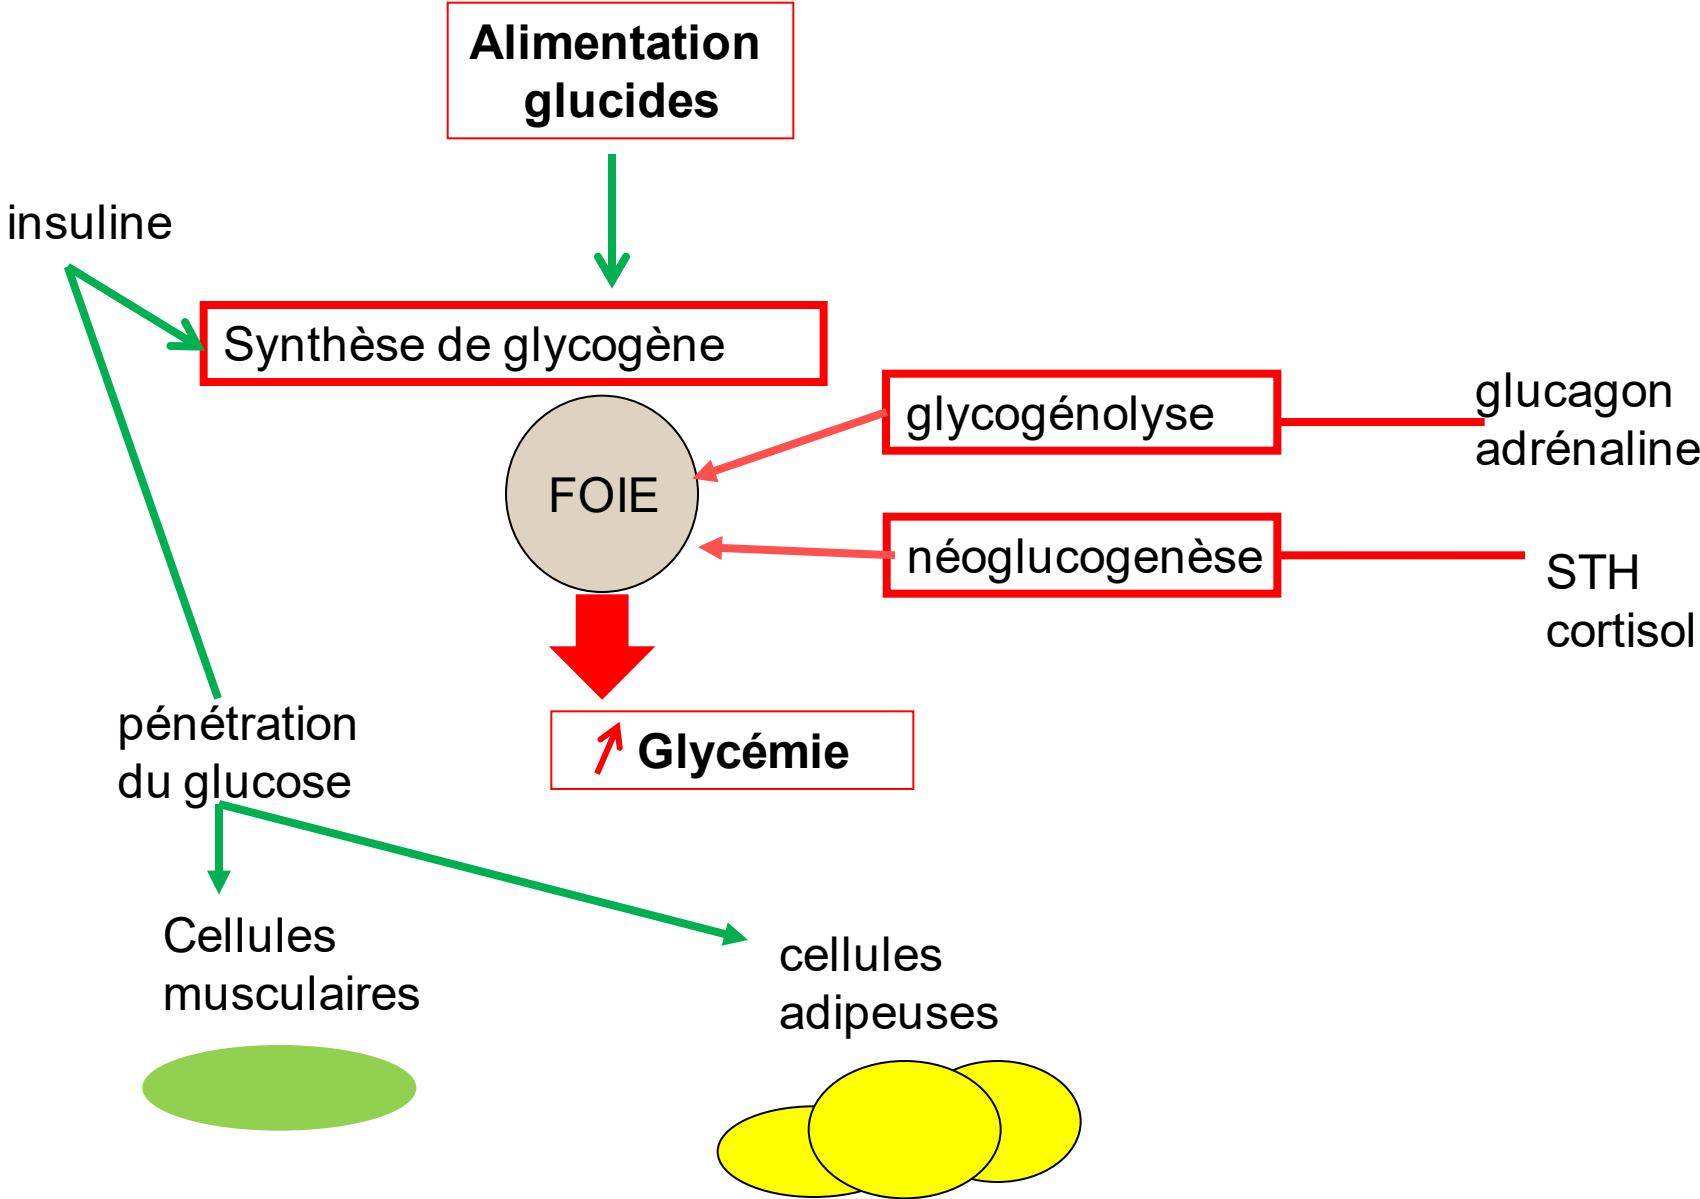 Alimentation
glucides
insuline
Synthèse de glycogène
glycogénolyse
glucagon
adrénaline
FOIE
néoglucogenèse
STH
cortisol
pénétration
du glucose
Glycémie
Cellules
musculaires
cellules
adipeuses